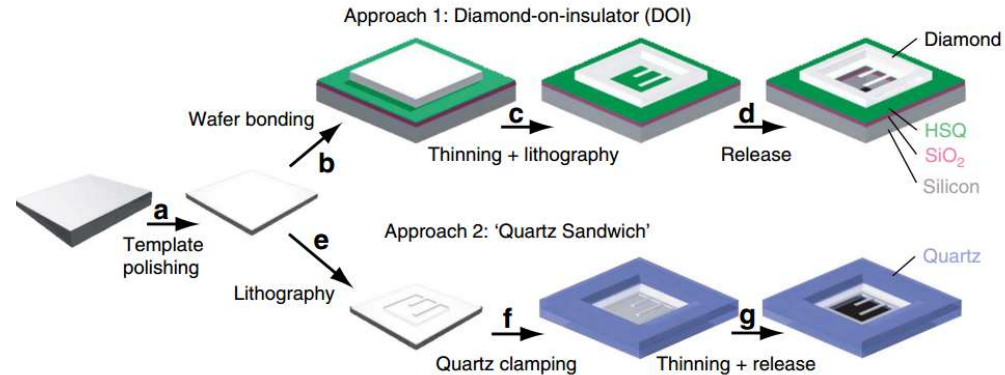 Approach 1: Diamond-on-insulator (DOI)
Diamond
Wafer bonding
b
c
Thinning + lithography
d
Release
HSQ
SiO₂
Silicon
a
Template
polishing
Approach 2: 'Quartz Sandwich'
e
Lithography
Quartz
f
Quartz clamping
g
Thinning + release